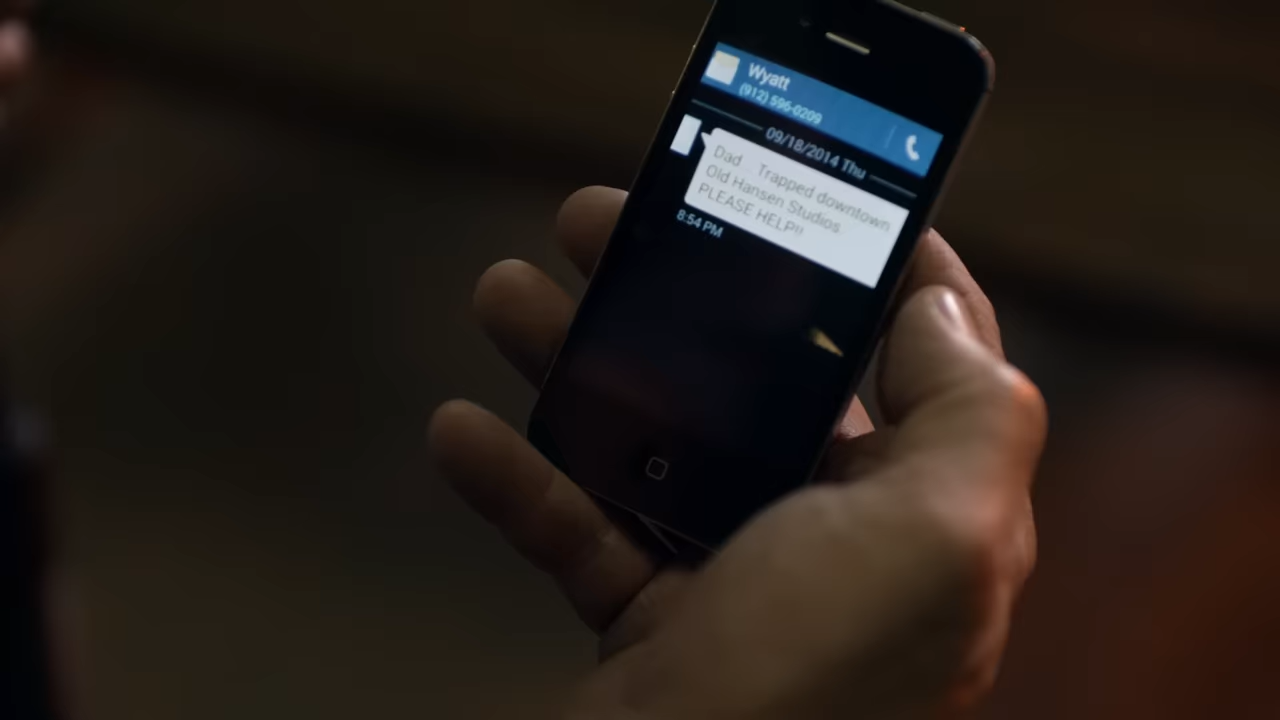 Wyatt
(912) 596-0209
09/18/2014 Thu
Dad... Trapped downtown
Old Hansen Studios
PLEASE HELP!!
8:54 PM